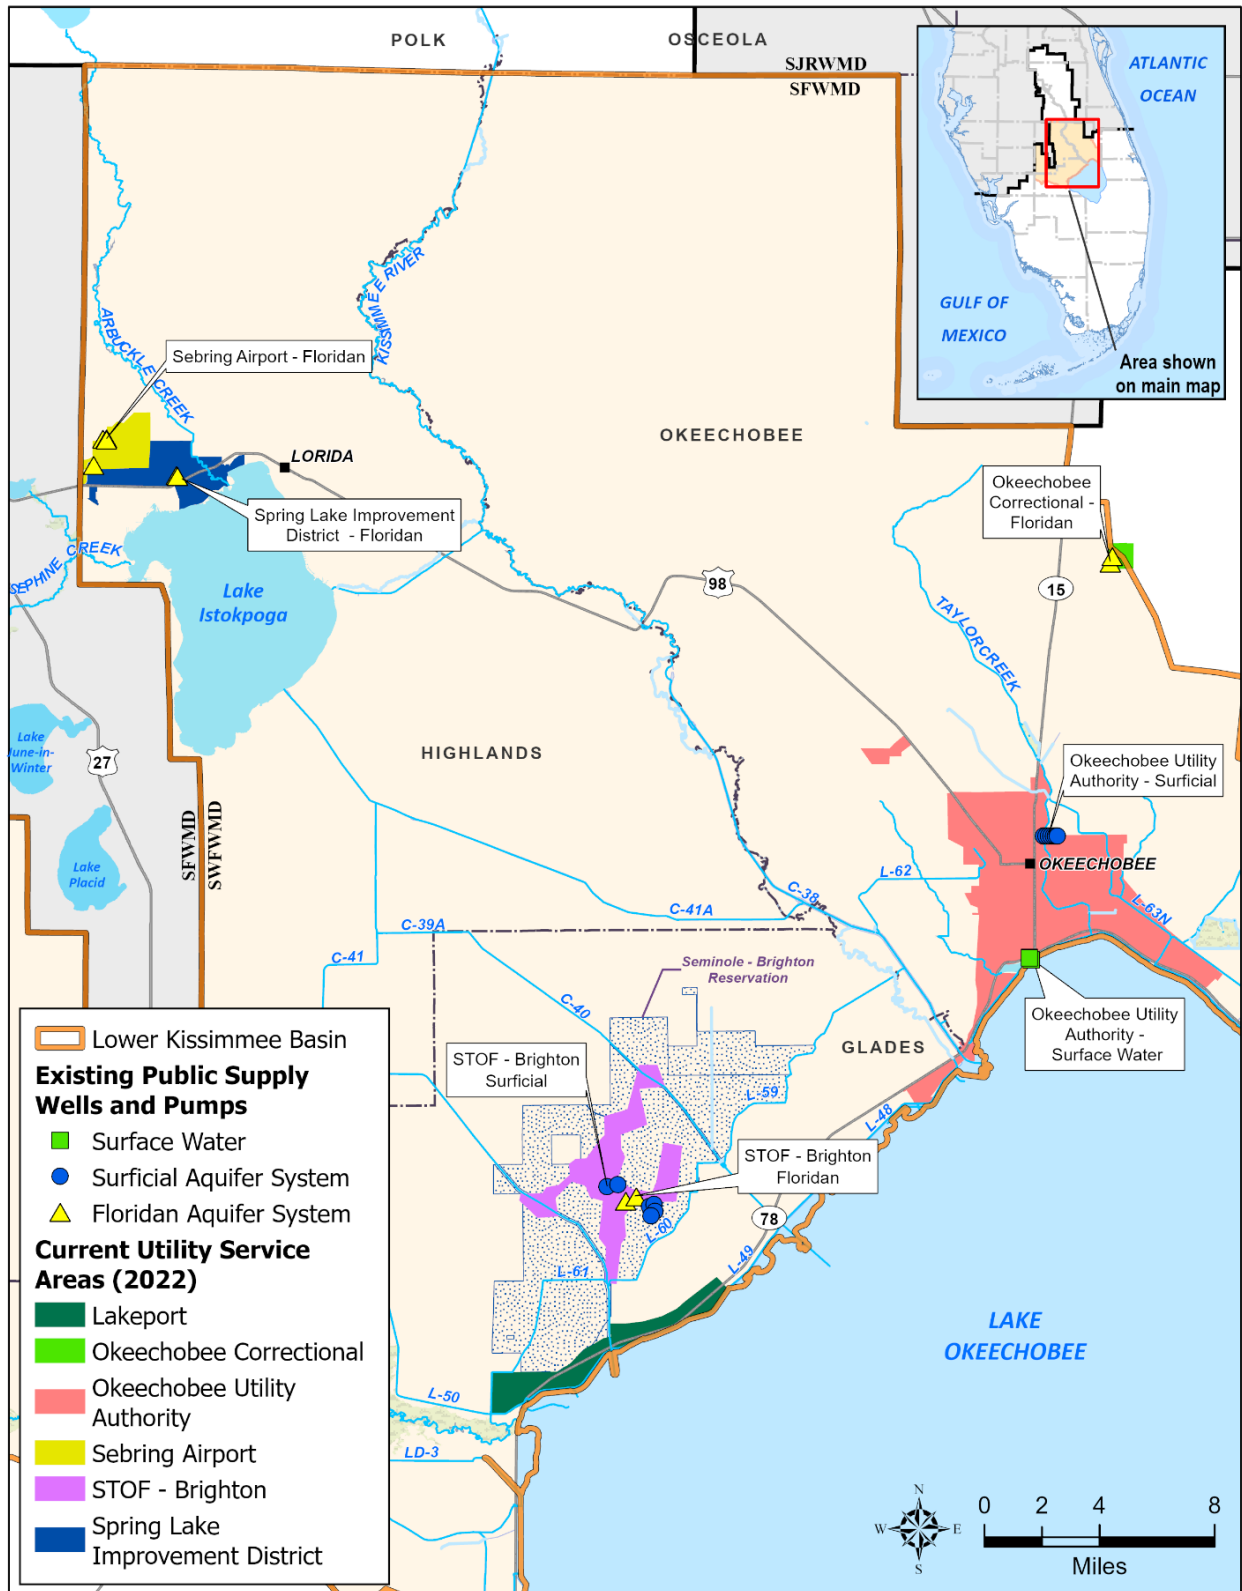 POLK
OSCEOLA
SJRWMD
SFWMD
ATLANTIC
OCEAN
GULF OF
MEXICO
Area shown
on main map
KISSIMMEE RIVER
ARBUCKLE CREEK
Sebring Airport - Floridan
OKEECHOBEE
LORIDA
Spring Lake Improvement
District - Floridan
Okeechobee
Correctional -
Floridan
SEPHINE CREEK
Lake
Istokpoga
98
15
TAYLORCREEK
Lake
June-in-
Winter
27
HIGHLANDS
Okeechobee Utility
Authority - Surficial
SFWMD
SWFWMD
Lake
Placid
OKEECHOBEE
L-62
C-38
L-63N
C-41A
C-39A
C-41
Seminole - Brighton
Reservation
C-40
Okeechobee Utility
Authority -
Surface Water
GLADES
STOF - Brighton
Surficial
L-59
L-48
STOF - Brighton
Floridan
78
L-60
L-49
L-61
L-50
LD-3
LAKE
OKEECHOBEE
Lower Kissimmee Basin
Existing Public Supply
Wells and Pumps
Surface Water
Surficial Aquifer System
Floridan Aquifer System
Current Utility Service
Areas (2022)
Lakeport
Okeechobee Correctional
Okeechobee Utility
Authority
Sebring Airport
STOF - Brighton
Spring Lake
Improvement District
N
W E
S
0 2 4 8
Miles